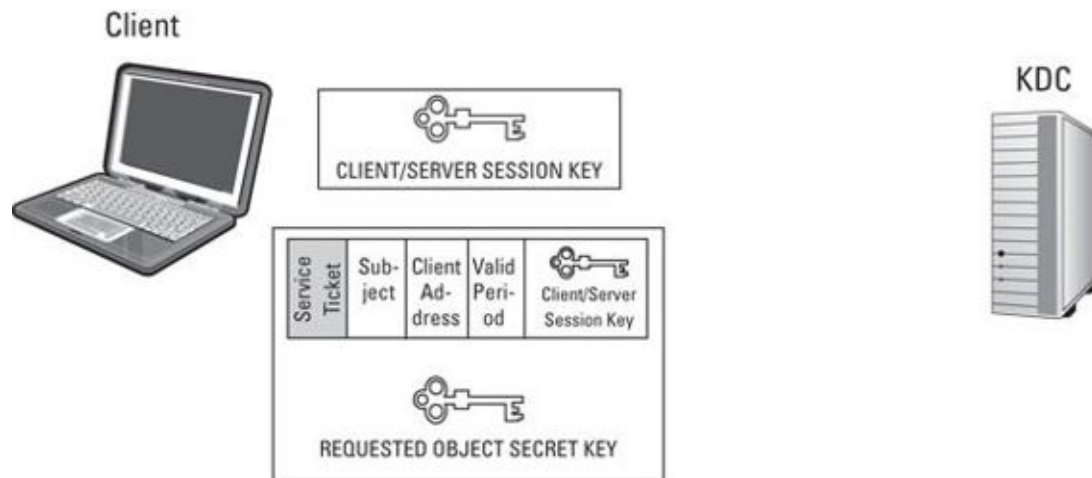 Client
KDC
CLIENT/SERVER SESSION KEY
Service
Ticket
Sub-
ject
Client
Ad-
dress
Valid
Peri-
od
Client/Server
Session Key
REQUESTED OBJECT SECRET KEY